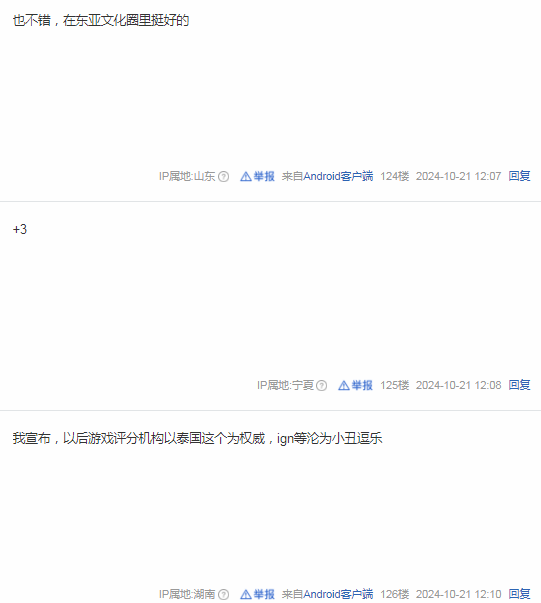 也不错，在东亚文化圈里挺好的
IP属地:山东 举报 来自Android客户端 124楼 2024-10-21 12:07 回复
+3
IP属地:宁夏 举报 125楼 2024-10-21 12:08 回复
我宣布，以后游戏评分机构以泰国这个为权威，ign等沦为小丑逗乐
IP属地:湖南 举报 来自Android客户端 126楼 2024-10-21 12:10 回复